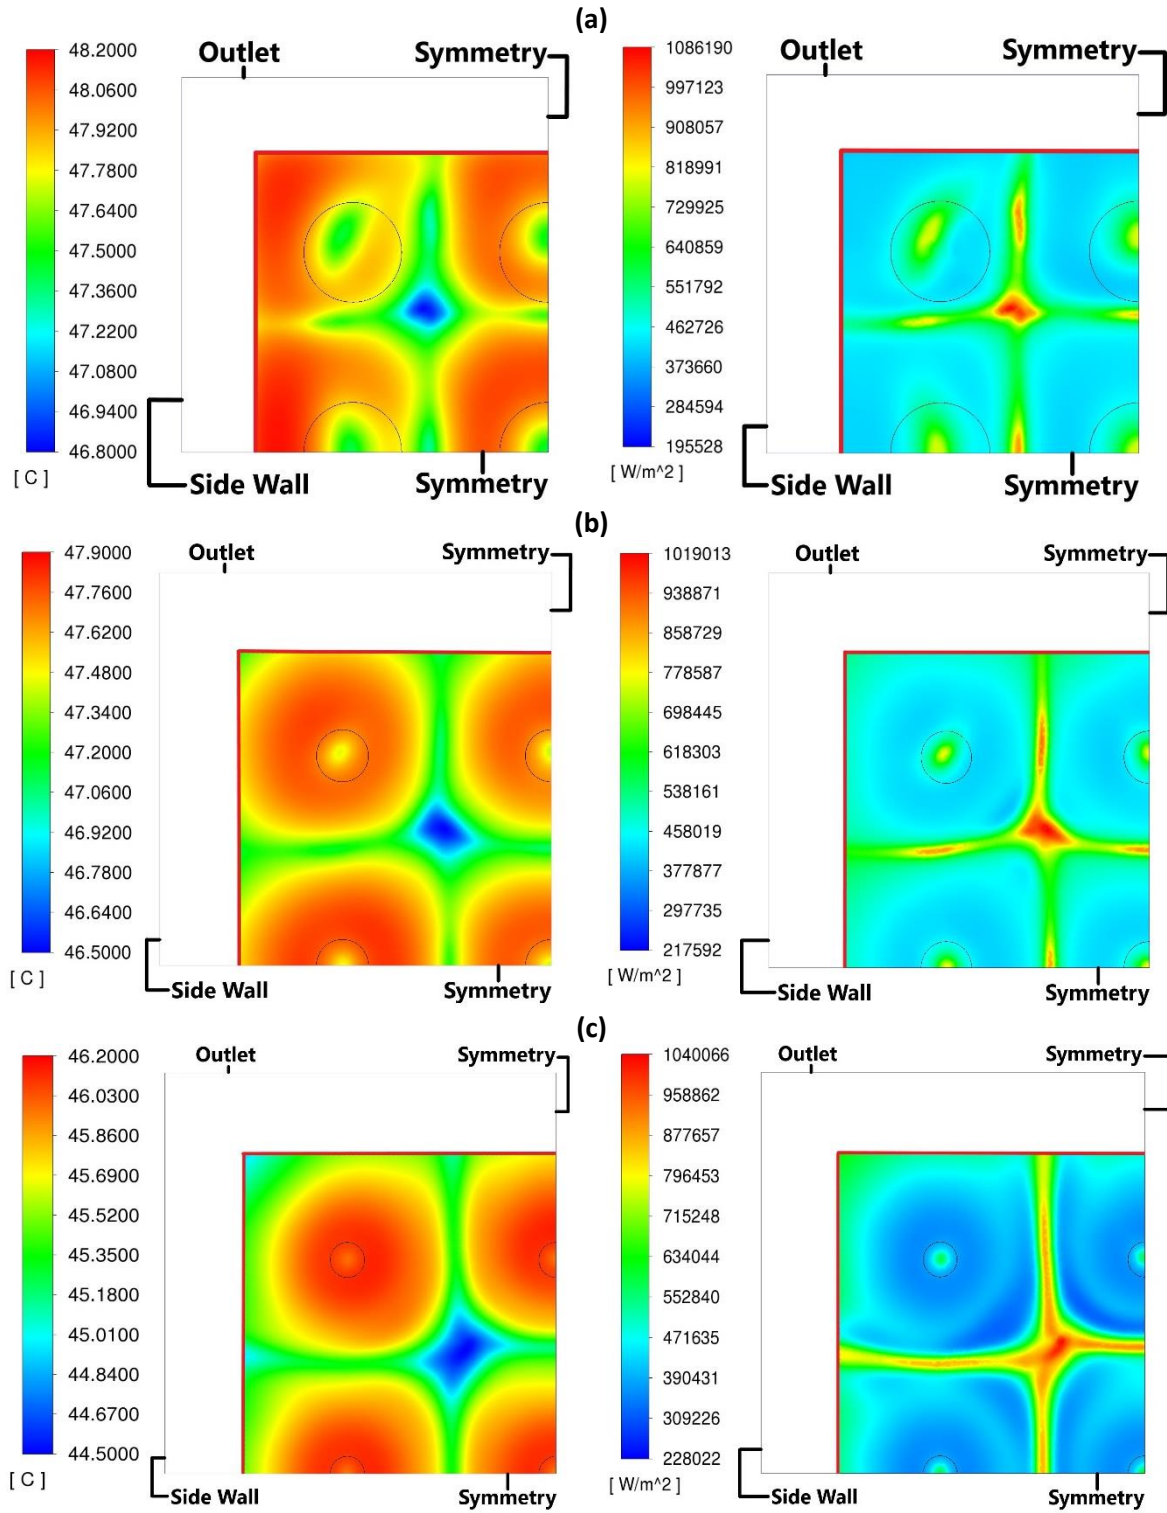 (a)
48.2000
48.0600
47.9200
47.7800
47.6400
47.5000
47.3600
47.2200
47.0800
46.9400
46.8000
[ C ]
Outlet
Symmetry
Side Wall
Symmetry
1086190
997123
908057
818991
729925
640859
551792
462726
373660
284594
195528
[ W/m^2 ]
Outlet
Symmetry
Side Wall
Symmetry
(b)
47.9000
47.7600
47.6200
47.4800
47.3400
47.2000
47.0600
46.9200
46.7800
46.6400
46.5000
[ C ]
Outlet
Symmetry
Side Wall
Symmetry
1019013
938871
858729
778587
698445
618303
538161
458019
377877
297735
217592
[ W/m^2 ]
Outlet
Symmetry
Side Wall
Symmetry
(c)
46.2000
46.0300
45.8600
45.6900
45.5200
45.3500
45.1800
45.0100
44.8400
44.6700
44.5000
[ C ]
Outlet
Symmetry
Side Wall
Symmetry
1040066
958862
877657
796453
715248
634044
552840
471635
390431
309226
228022
[ W/m^2 ]
Outlet
Symmetry
Side Wall
Symmetry